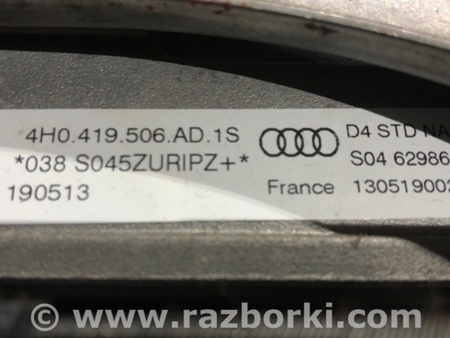 4H0.419.506.AD.1S
D4 STD NA
*038 S045ZURIPZ+*
S04 62986
190513
France
130519002
© www.razborki.com